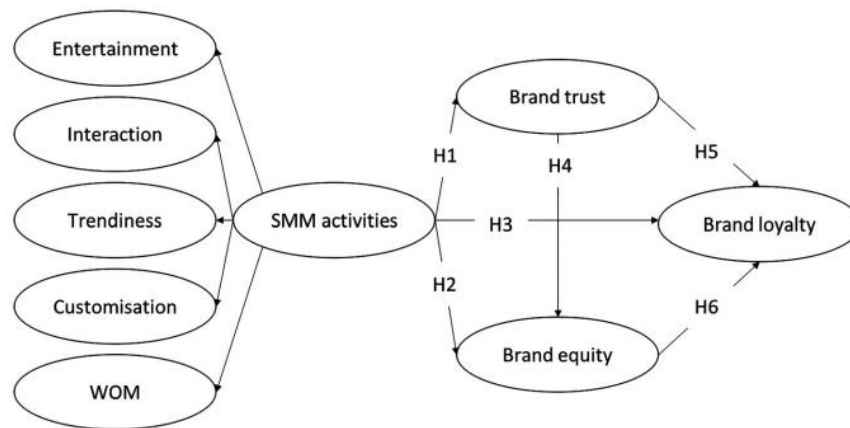 Entertainment
Interaction
Trendiness
Customisation
WOM
SMM activities
H1
H3
H2
Brand trust
H4
Brand equity
H5
H6
Brand loyalty